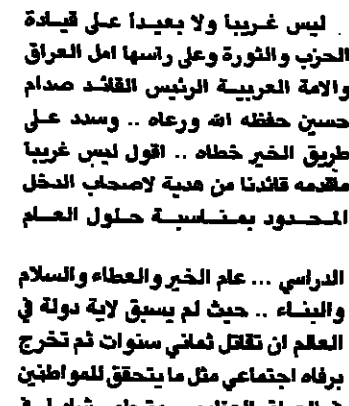 ليس غريبا ولا بعيدا على قيادة
الحزب والثورة وعلى راسها امل العراق
والامة العربية الرئيس القائد صدام
حسين حفظه الله ورعاه .. وسدد على
طريق الخير خطاه .. اقول ليس غريبا
ماقدمه قائدنا من هدية لاصحاب الدخل
المحدود بمناسبة حلول العام
الدراسي ... عام الخير والعطاء والسلام
والبناء .. حيث لم يسبق لاية دولة في
العالم ان تقاتل ثماني سنوات ثم تخرج
برفاه اجتماعي مثل ما يتحقق للمواطنين